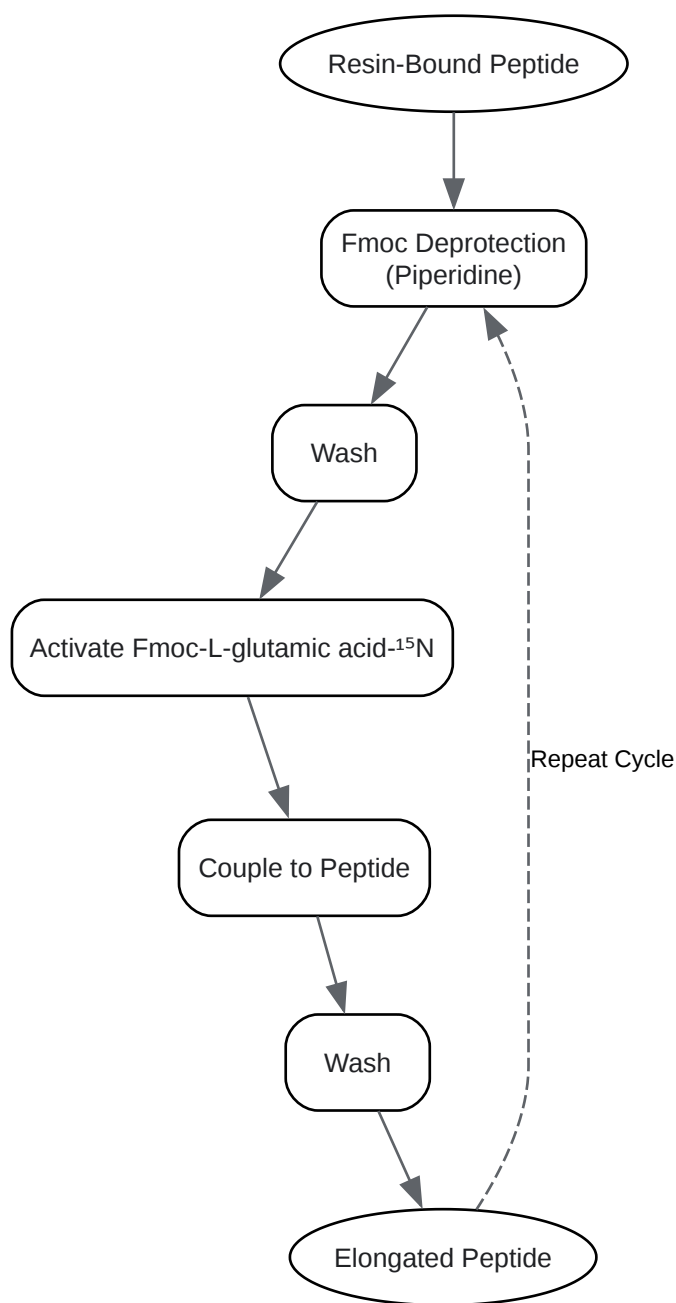 Resin-Bound Peptide
Fmoc Deprotection
(Piperidine)
Wash
Activate Fmoc-L-glutamic acid-¹⁵N
Repeat Cycle
Couple to Peptide
Wash
Elongated Peptide